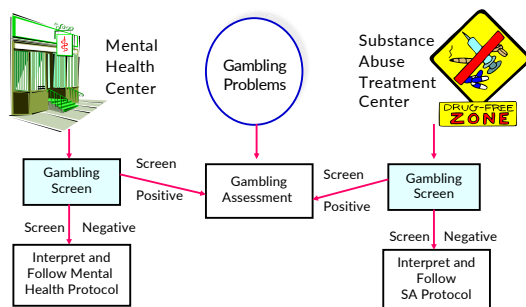 Mental
Health
Center
Gambling
Problems
Substance
Abuse
Treatment
Center
DRUG-FREE
ZONE
Gambling
Screen
Screen
Positive
Gambling
Assessment
Screen
Positive
Gambling
Screen
Screen Negative
Screen Negative
Interpret and
Follow Mental
Health Protocol
Interpret and
Follow
SA Protocol